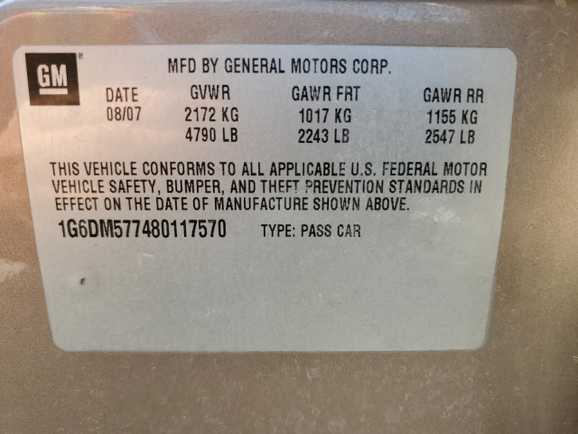 GM
MFD BY GENERAL MOTORS CORP.
DATE GVWR GAWR FRT GAWR RR
08/07 2172 KG 1017 KG 1155 KG
4790 LB 2243 LB 2547 LB
THIS VEHICLE CONFORMS TO ALL APPLICABLE U.S. FEDERAL MOTOR
VEHICLE SAFETY, BUMPER, AND THEFT PREVENTION STANDARDS IN
EFFECT ON THE DATE OF MANUFACTURE SHOWN ABOVE.
1G6DM577480117570 TYPE: PASS CAR